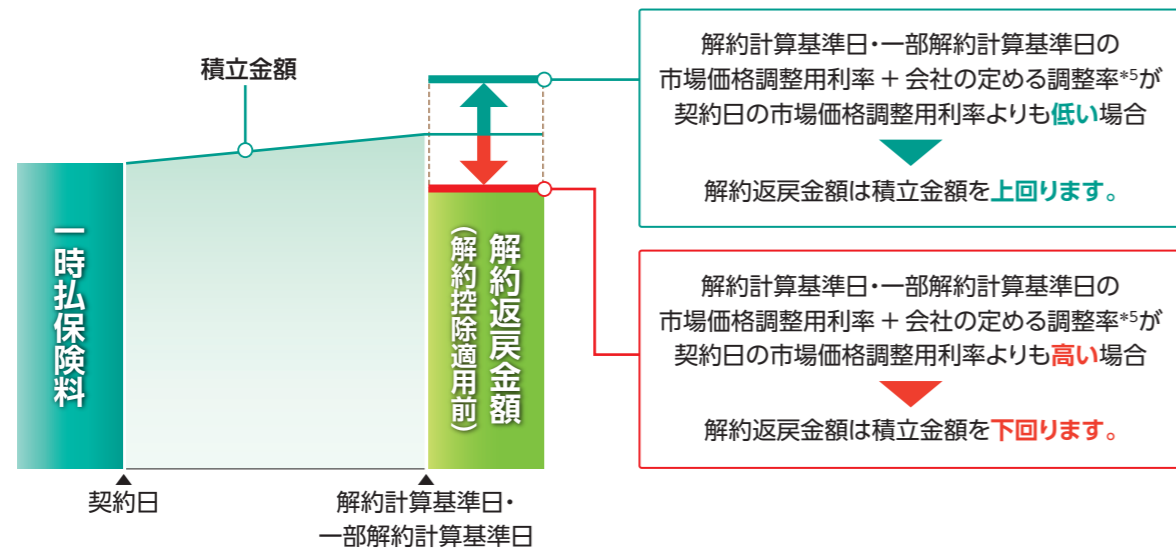 積立金額
一時払保険料
解約返戻金額
(解約控除適用前)
契約日
解約計算基準日・
一部解約計算基準日
解約計算基準日・一部解約計算基準日の
市場価格調整用利率 + 会社の定める調整率*5が
契約日の市場価格調整用利率よりも低い場合
解約返戻金額は積立金額を上回ります。
解約計算基準日・一部解約計算基準日の
市場価格調整用利率 + 会社の定める調整率*5が
契約日の市場価格調整用利率よりも高い場合
解約返戻金額は積立金額を下回ります。